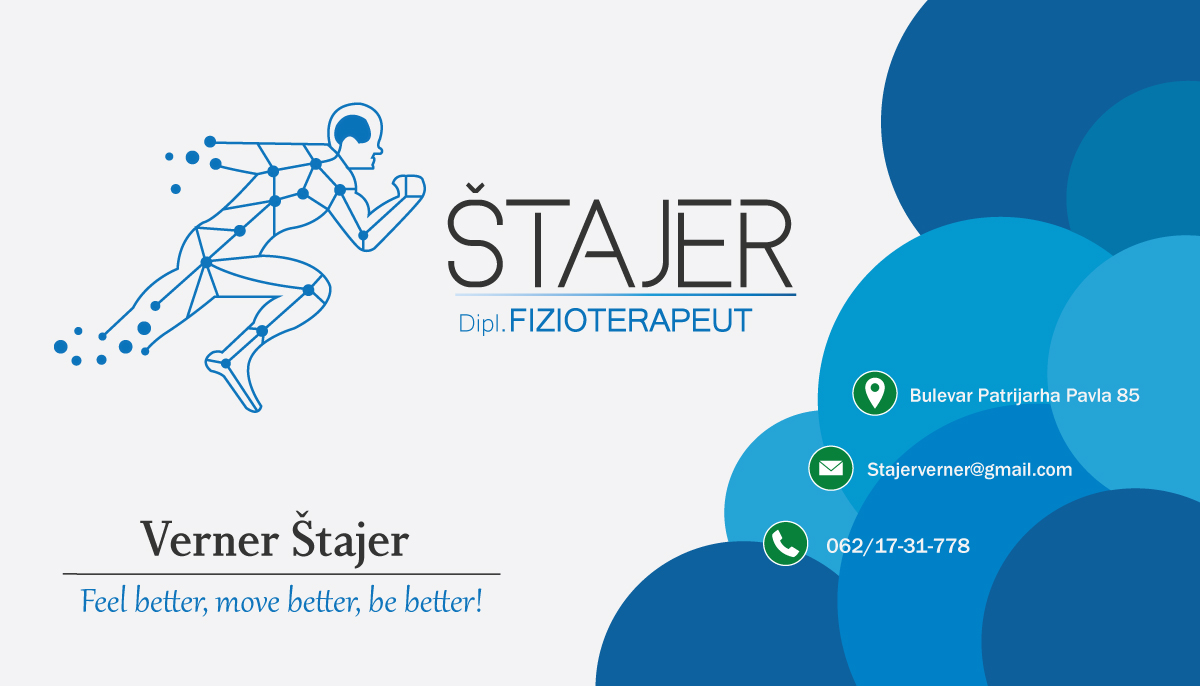 ŠTAJER
Dipl. FIZIOTERAPEUT
Bulevar Patrijarha Pavla 85
Stajerverner@gmail.com
062/17-31-778
Verner Štajer
Feel better, move better, be better!